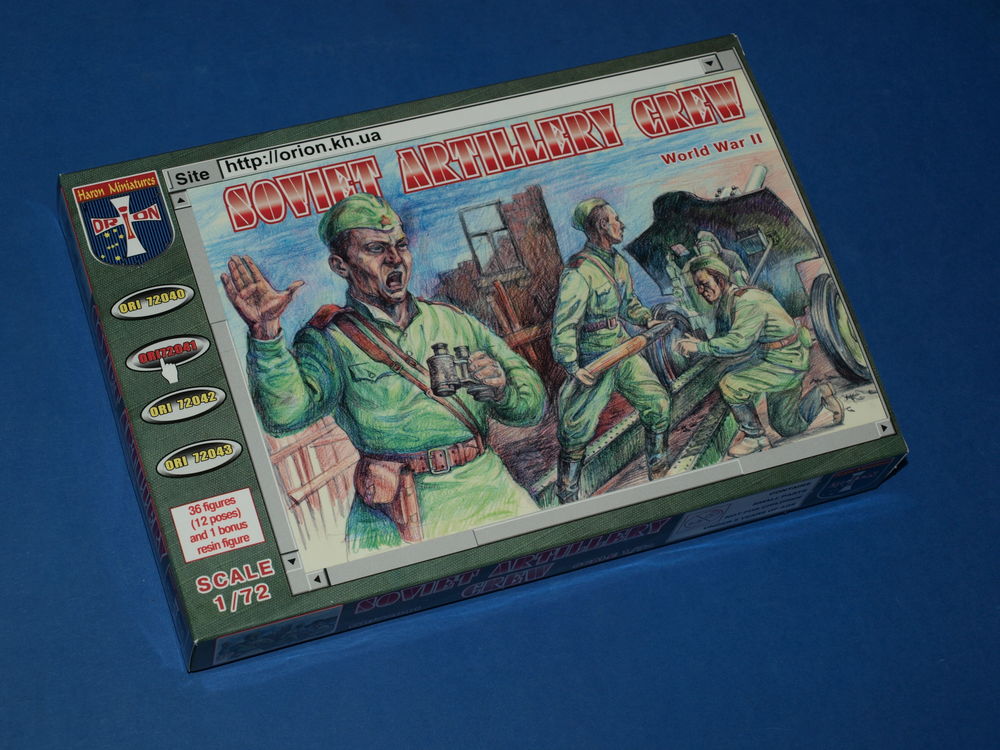 Site
http://orion.kh.ua
SOVIET ARTILLERY CREW
World War II
Haron Miniatures
ORION
ORI 72040
ORI 72041
ORI 72042
ORI 72043
36 figures
(12 poses)
and 1 bonus
resin figure
SCALE
1/72
SOVIET ARTILLERY
CREW